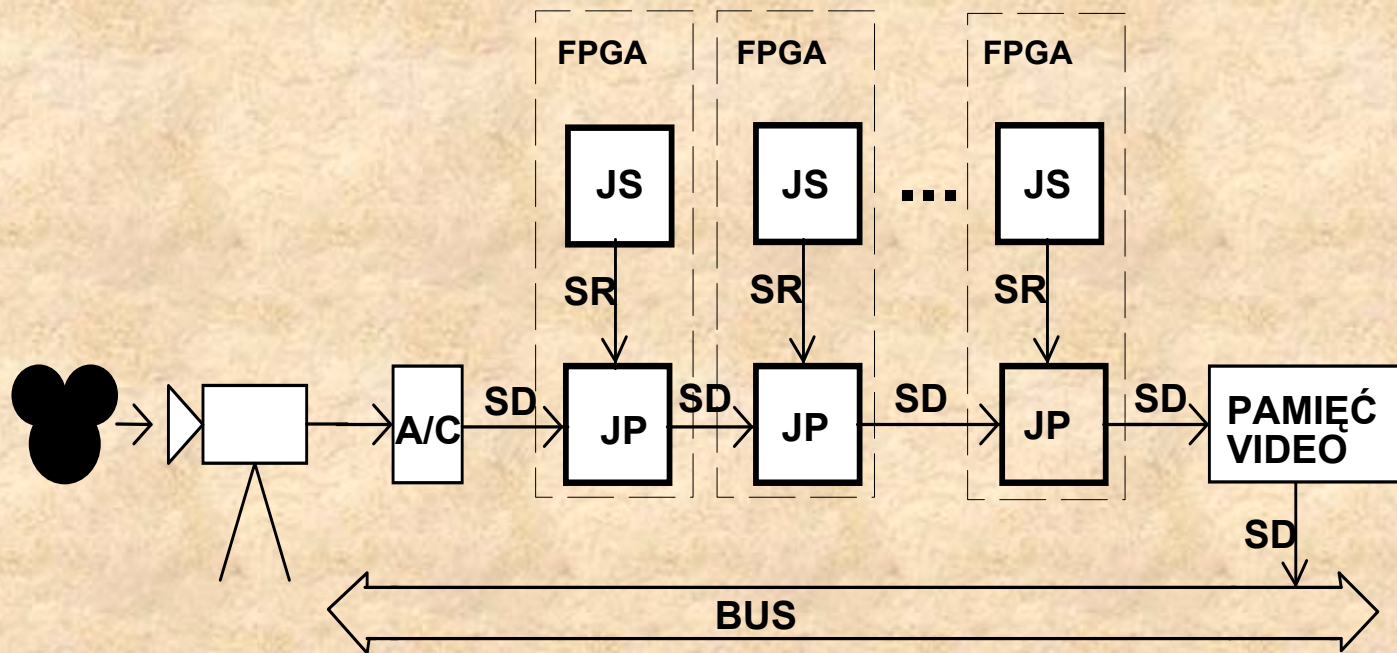 FPGA
FPGA
FPGA
JS
JS
...
JS
SR
SR
SR
A/C
SD
JP
SD
JP
SD
JP
SD
PAMIĘĆ
VIDEO
SD
BUS